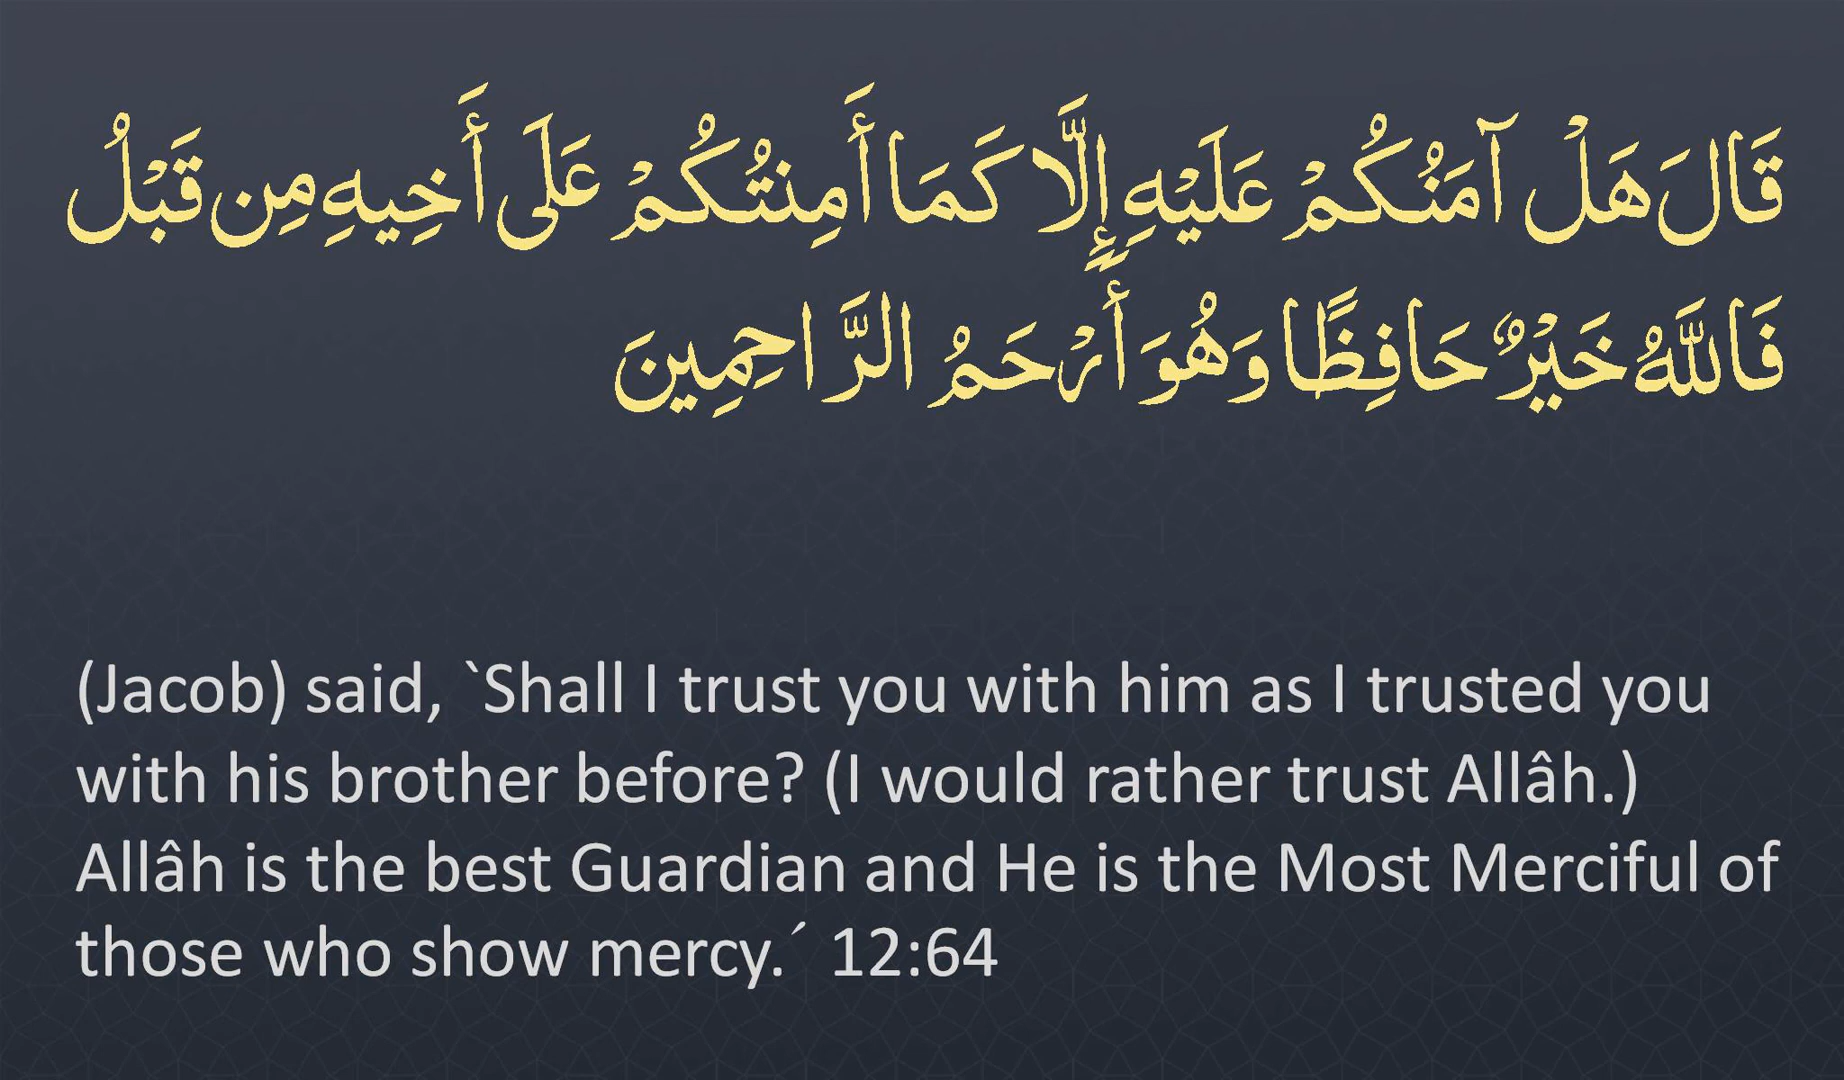 قَالَ هَلْ آمَنُكُمْ عَلَيْهِ إِلَّا كَمَا أَمِنتُكُمْ عَلَى أَخِيهِ مِن قَبْلُ
فَاللَّهُ خَيْرٌ حَافِظًا وَهُوَ أَرْحَمُ الرَّاحِمِينَ
(Jacob) said, `Shall I trust you with him as I trusted you
with his brother before? (I would rather trust Allâh.)
Allâh is the best Guardian and He is the Most Merciful of
those who show mercy.´ 12:64